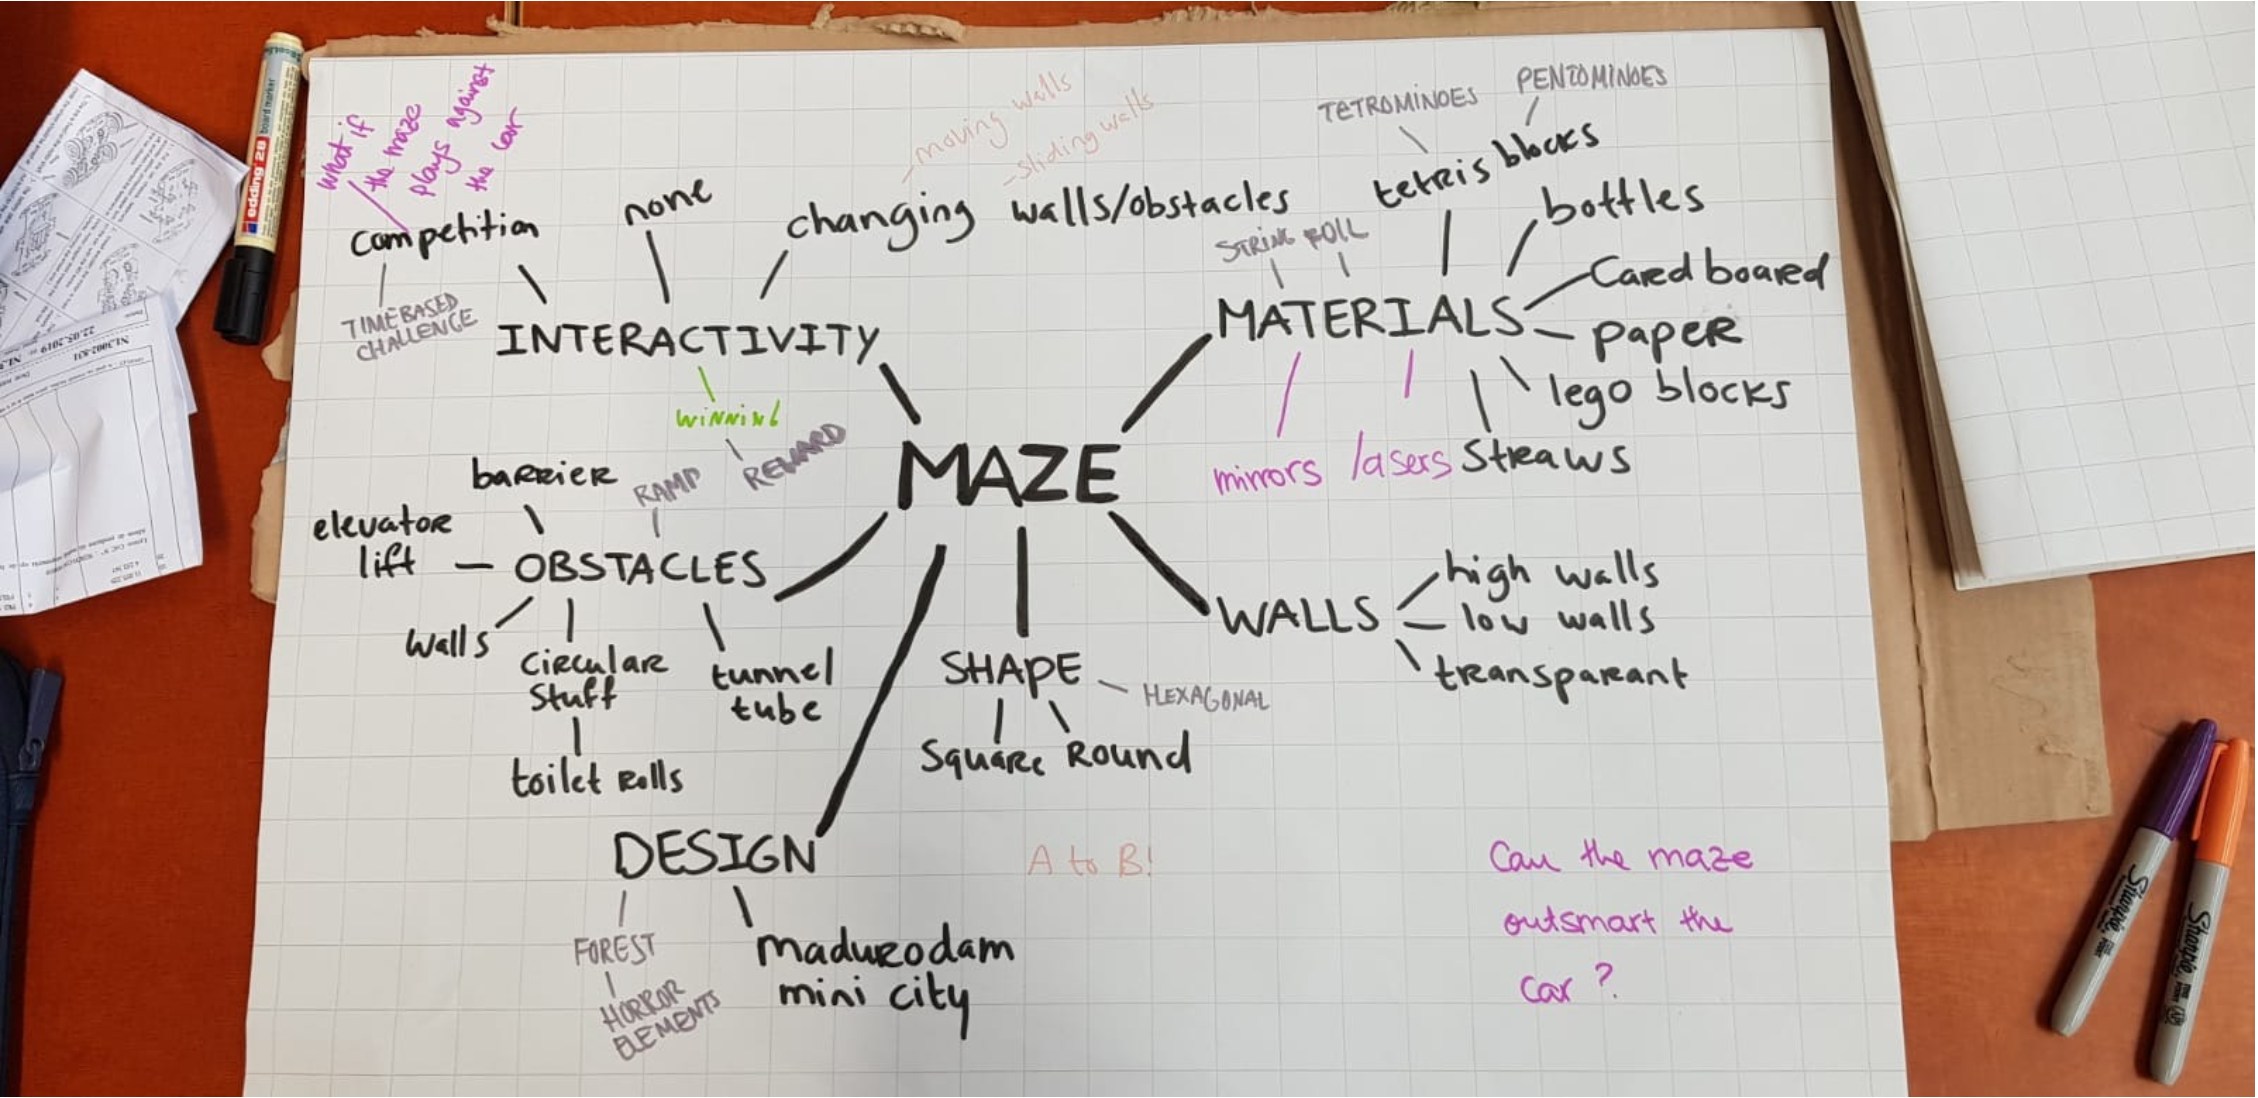 What if
the maze
plays against
the car
competition
TIMEBASED
CHALLENGE
none
changing walls/obstacles
-moving walls
-sliding walls
INTERACTIVITY
WINNING
REWARD
MAZE
MATERIALS
STRING
FOIL
TETROMINOES
PENTOMINOES
tetris blocks
bottles
Cardboard
paper
lego blocks
Straws
lasers
mirrors
OBSTACLES
barrier
RAMP
elevator
lift
walls
circular
stuff
toilet rolls
tunnel
tube
SHAPE
HEXAGONAL
Square
Round
WALLS
high walls
low walls
transparant
DESIGN
FOREST
HORROR
ELEMENTS
madurodam
mini city
A to B!
Can the maze
outsmart the
car?
edding 28
board marker
Sharpie
Sharpie
22.05.2019